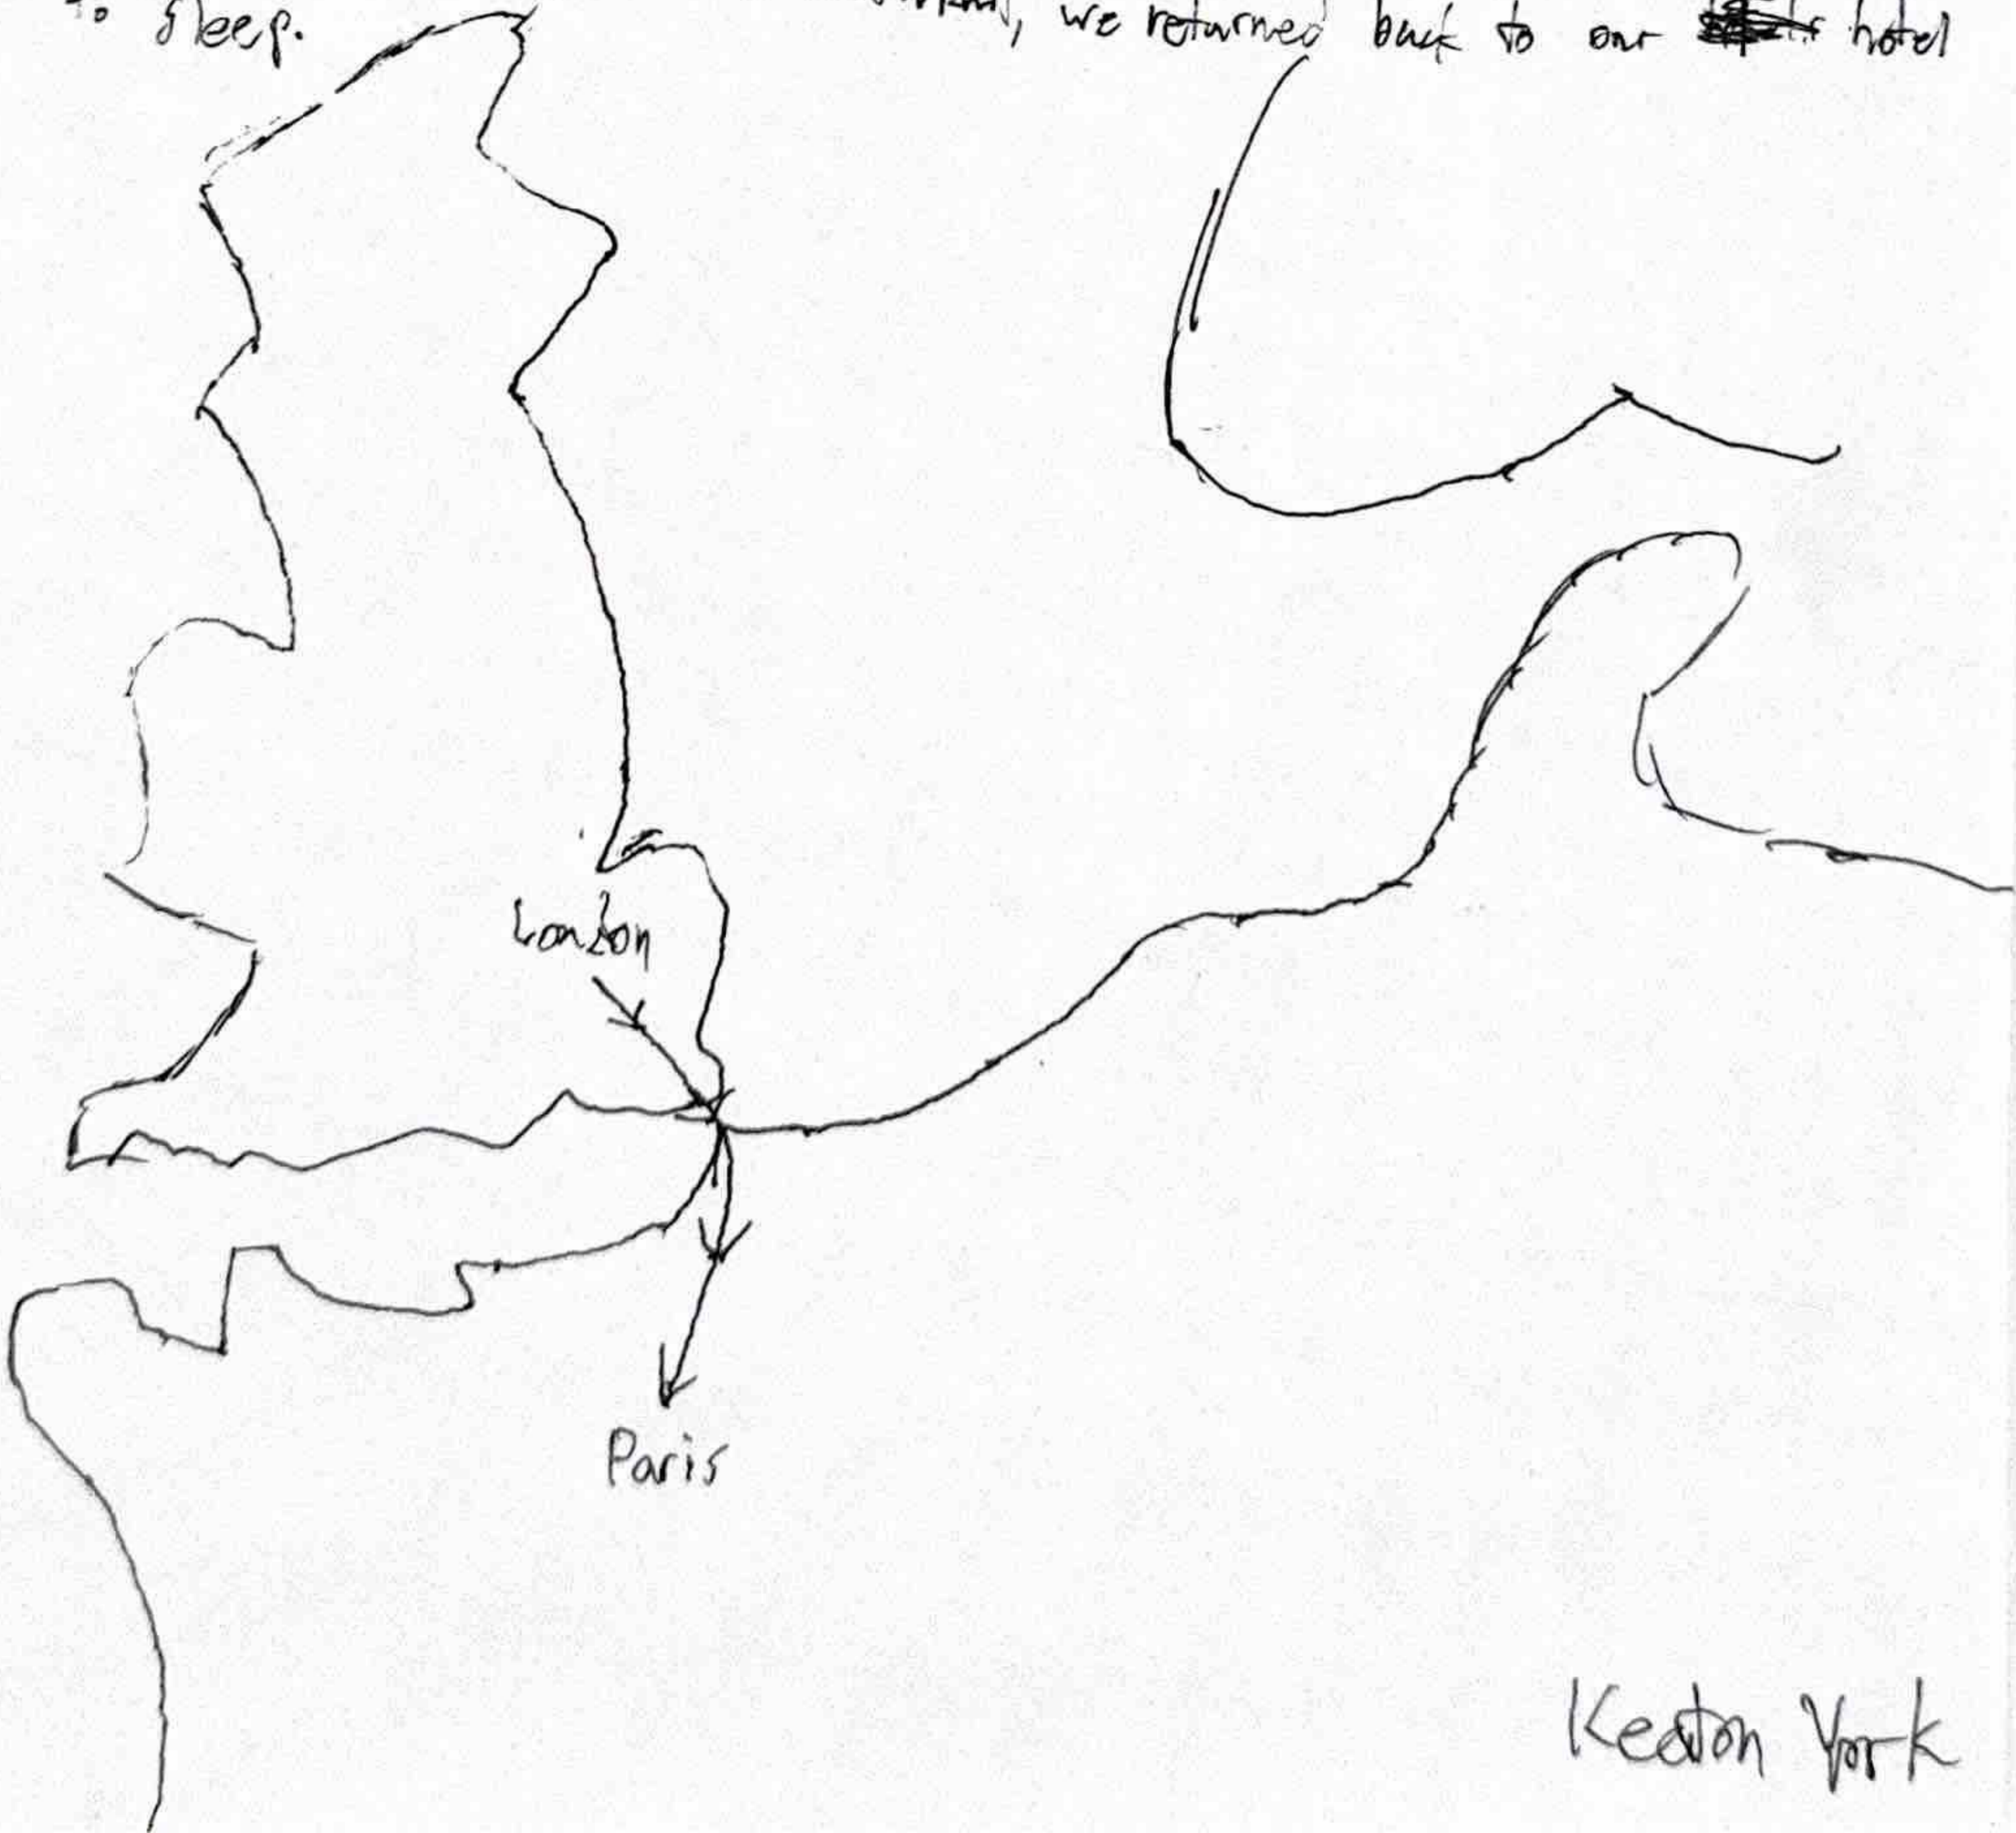 we returned back to our hotel
to sleep.
London
Paris
Keaton York